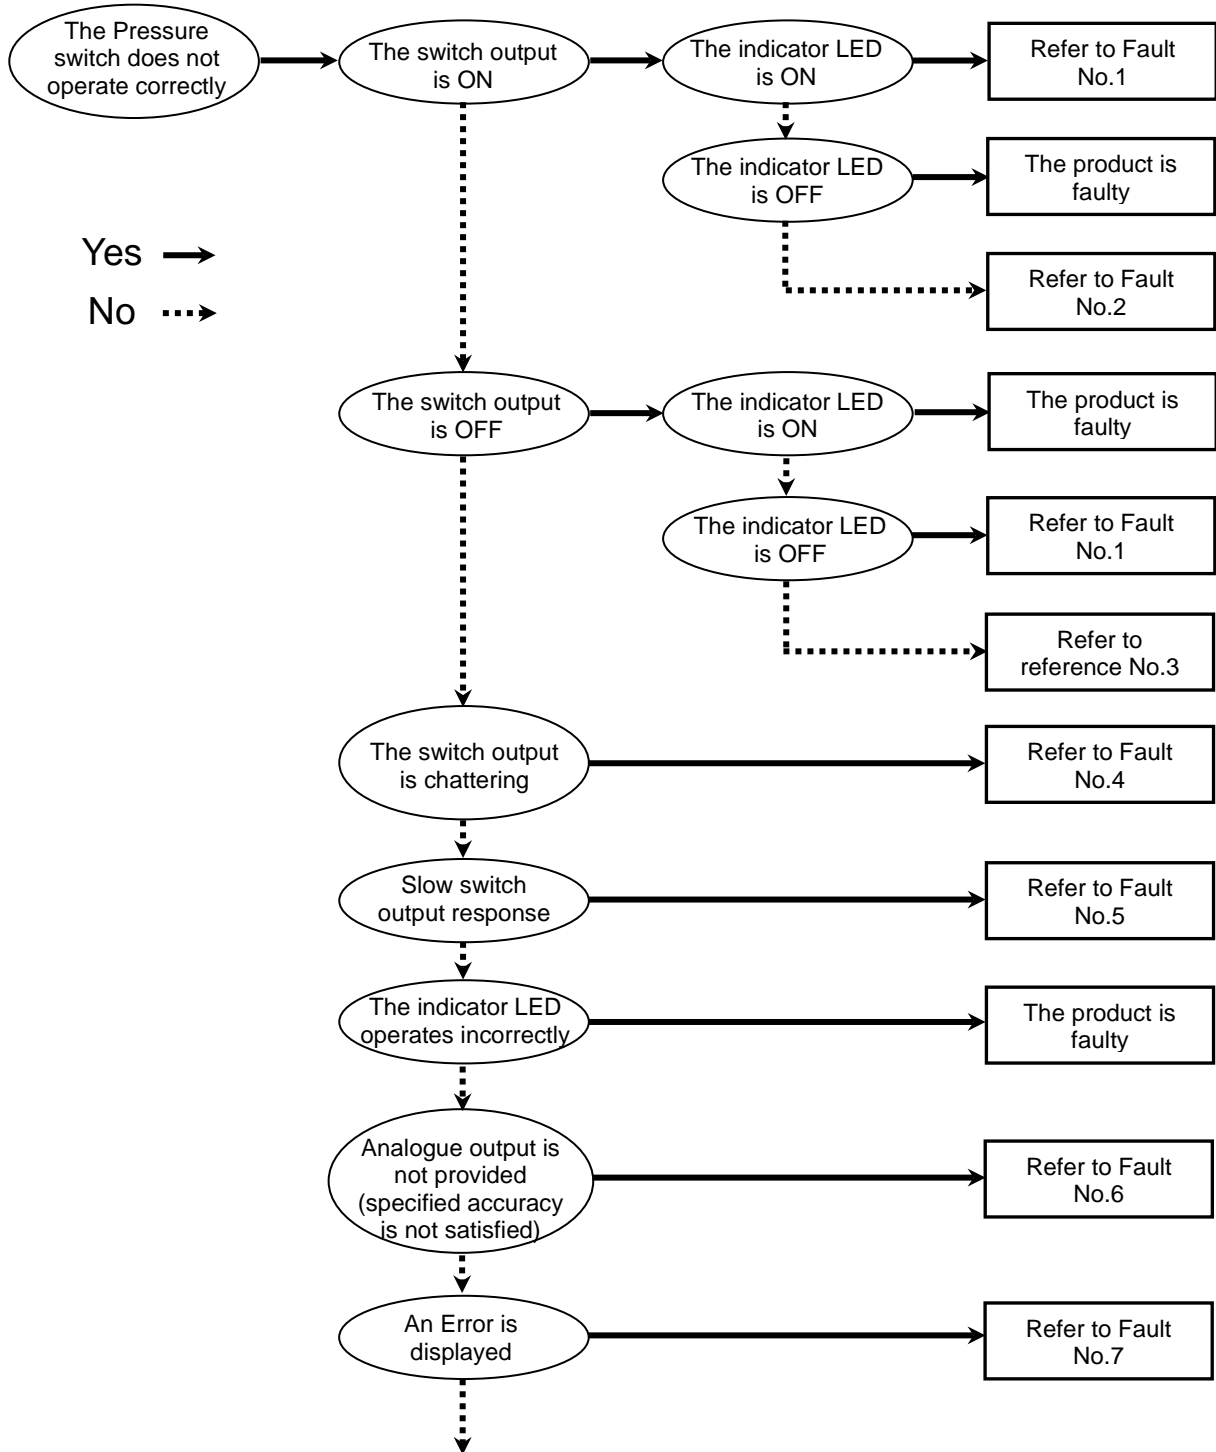 The Pressure
switch does not
operate correctly
The switch output
is ON
The indicator LED
is ON
Refer to Fault
No.1
The indicator LED
is OFF
The product is
faulty
Yes
No
Refer to Fault
No.2
The switch output
is OFF
The indicator LED
is ON
The product is
faulty
The indicator LED
is OFF
Refer to Fault
No.1
Refer to
reference No.3
The switch output
is chattering
Refer to Fault
No.4
Slow switch
output response
Refer to Fault
No.5
The indicator LED
operates incorrectly
The product is
faulty
Analogue output is
not provided
(specified accuracy
is not satisfied)
Refer to Fault
No.6
An Error is
displayed
Refer to Fault
No.7